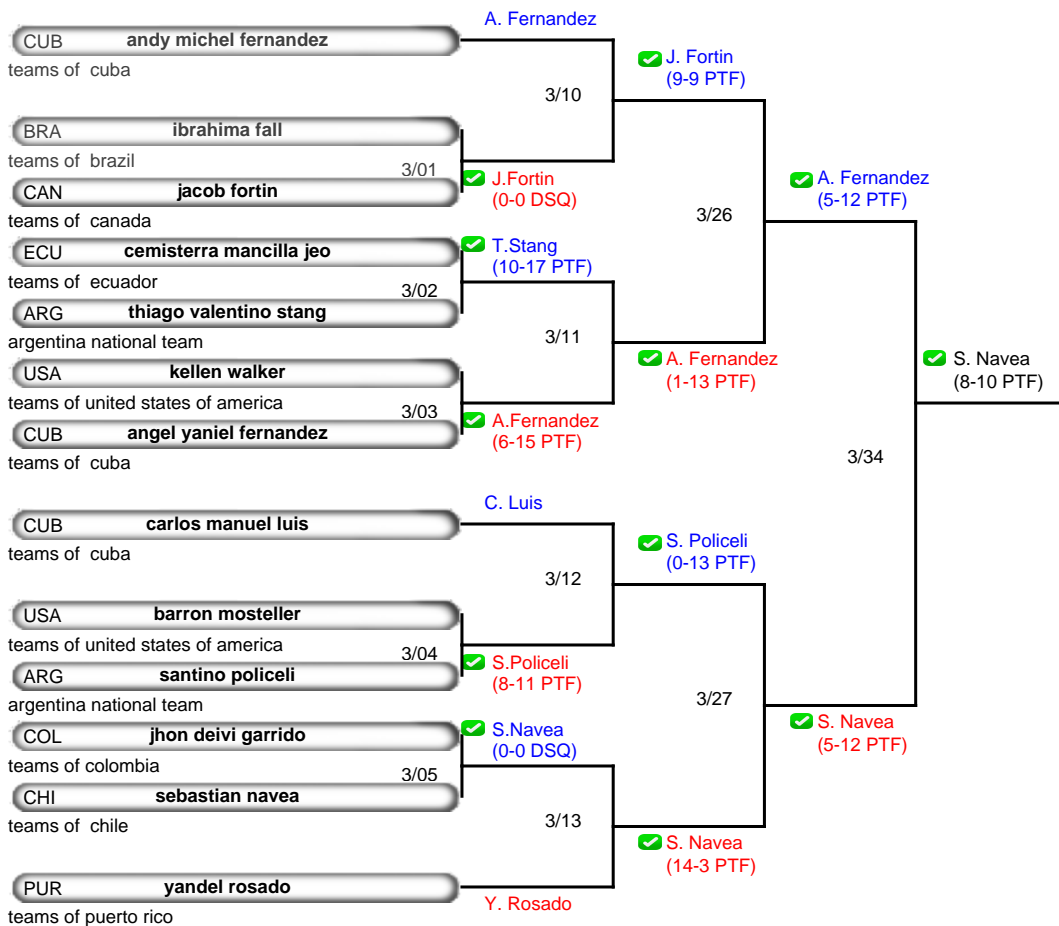 A. Fernandez
CUB andy michel fernandez
teams of cuba
J. Fortin
(9-9 PTF)
3/10
BRA ibrahima fall
teams of brazil
3/01
CAN jacob fortin
teams of canada
J.Fortin
(0-0 DSQ)
A. Fernandez
(5-12 PTF)
3/26
ECU cemisterra mancilla jeo
teams of ecuador
T.Stang
(10-17 PTF)
3/02
ARG thiago valentino stang
argentina national team
3/11
USA kellen walker
teams of united states of america
A. Fernandez
(1-13 PTF)
S. Navea
(8-10 PTF)
3/03
CUB angel yaniel fernandez
teams of cuba
A.Fernandez
(6-15 PTF)
3/34
C. Luis
CUB carlos manuel luis
teams of cuba
S. Policeli
(0-13 PTF)
3/12
USA barron mosteller
teams of united states of america
3/04
ARG santino policeli
argentina national team
S.Policeli
(8-11 PTF)
3/27
COL jhon deivi garrido
teams of colombia
S.Navea
(0-0 DSQ)
S. Navea
(5-12 PTF)
3/05
CHI sebastian navea
teams of chile
3/13
S. Navea
(14-3 PTF)
PUR yandel rosado
teams of puerto rico
Y. Rosado